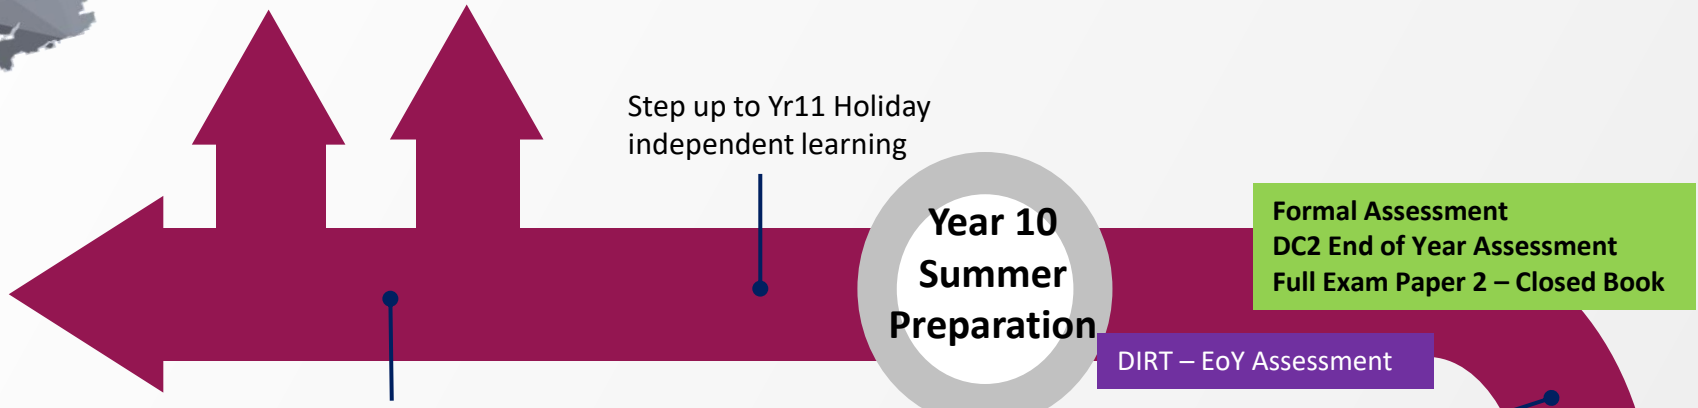 Step up to Yr11 Holiday
independent learning
Year 10
Summer
Preparation
Formal Assessment
DC2 End of Year Assessment
Full Exam Paper 2 – Closed Book
DIRT – EoY Assessment